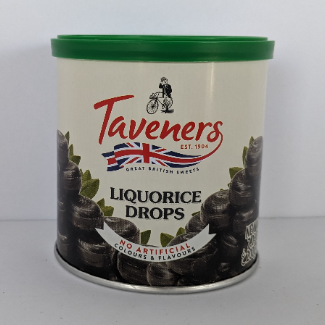 Taveners
EST. 1904
GREAT BRITISH SWEETS
LIQUORICE
DROPS
NO ARTIFICIAL
COLOURS & FLAVOURS